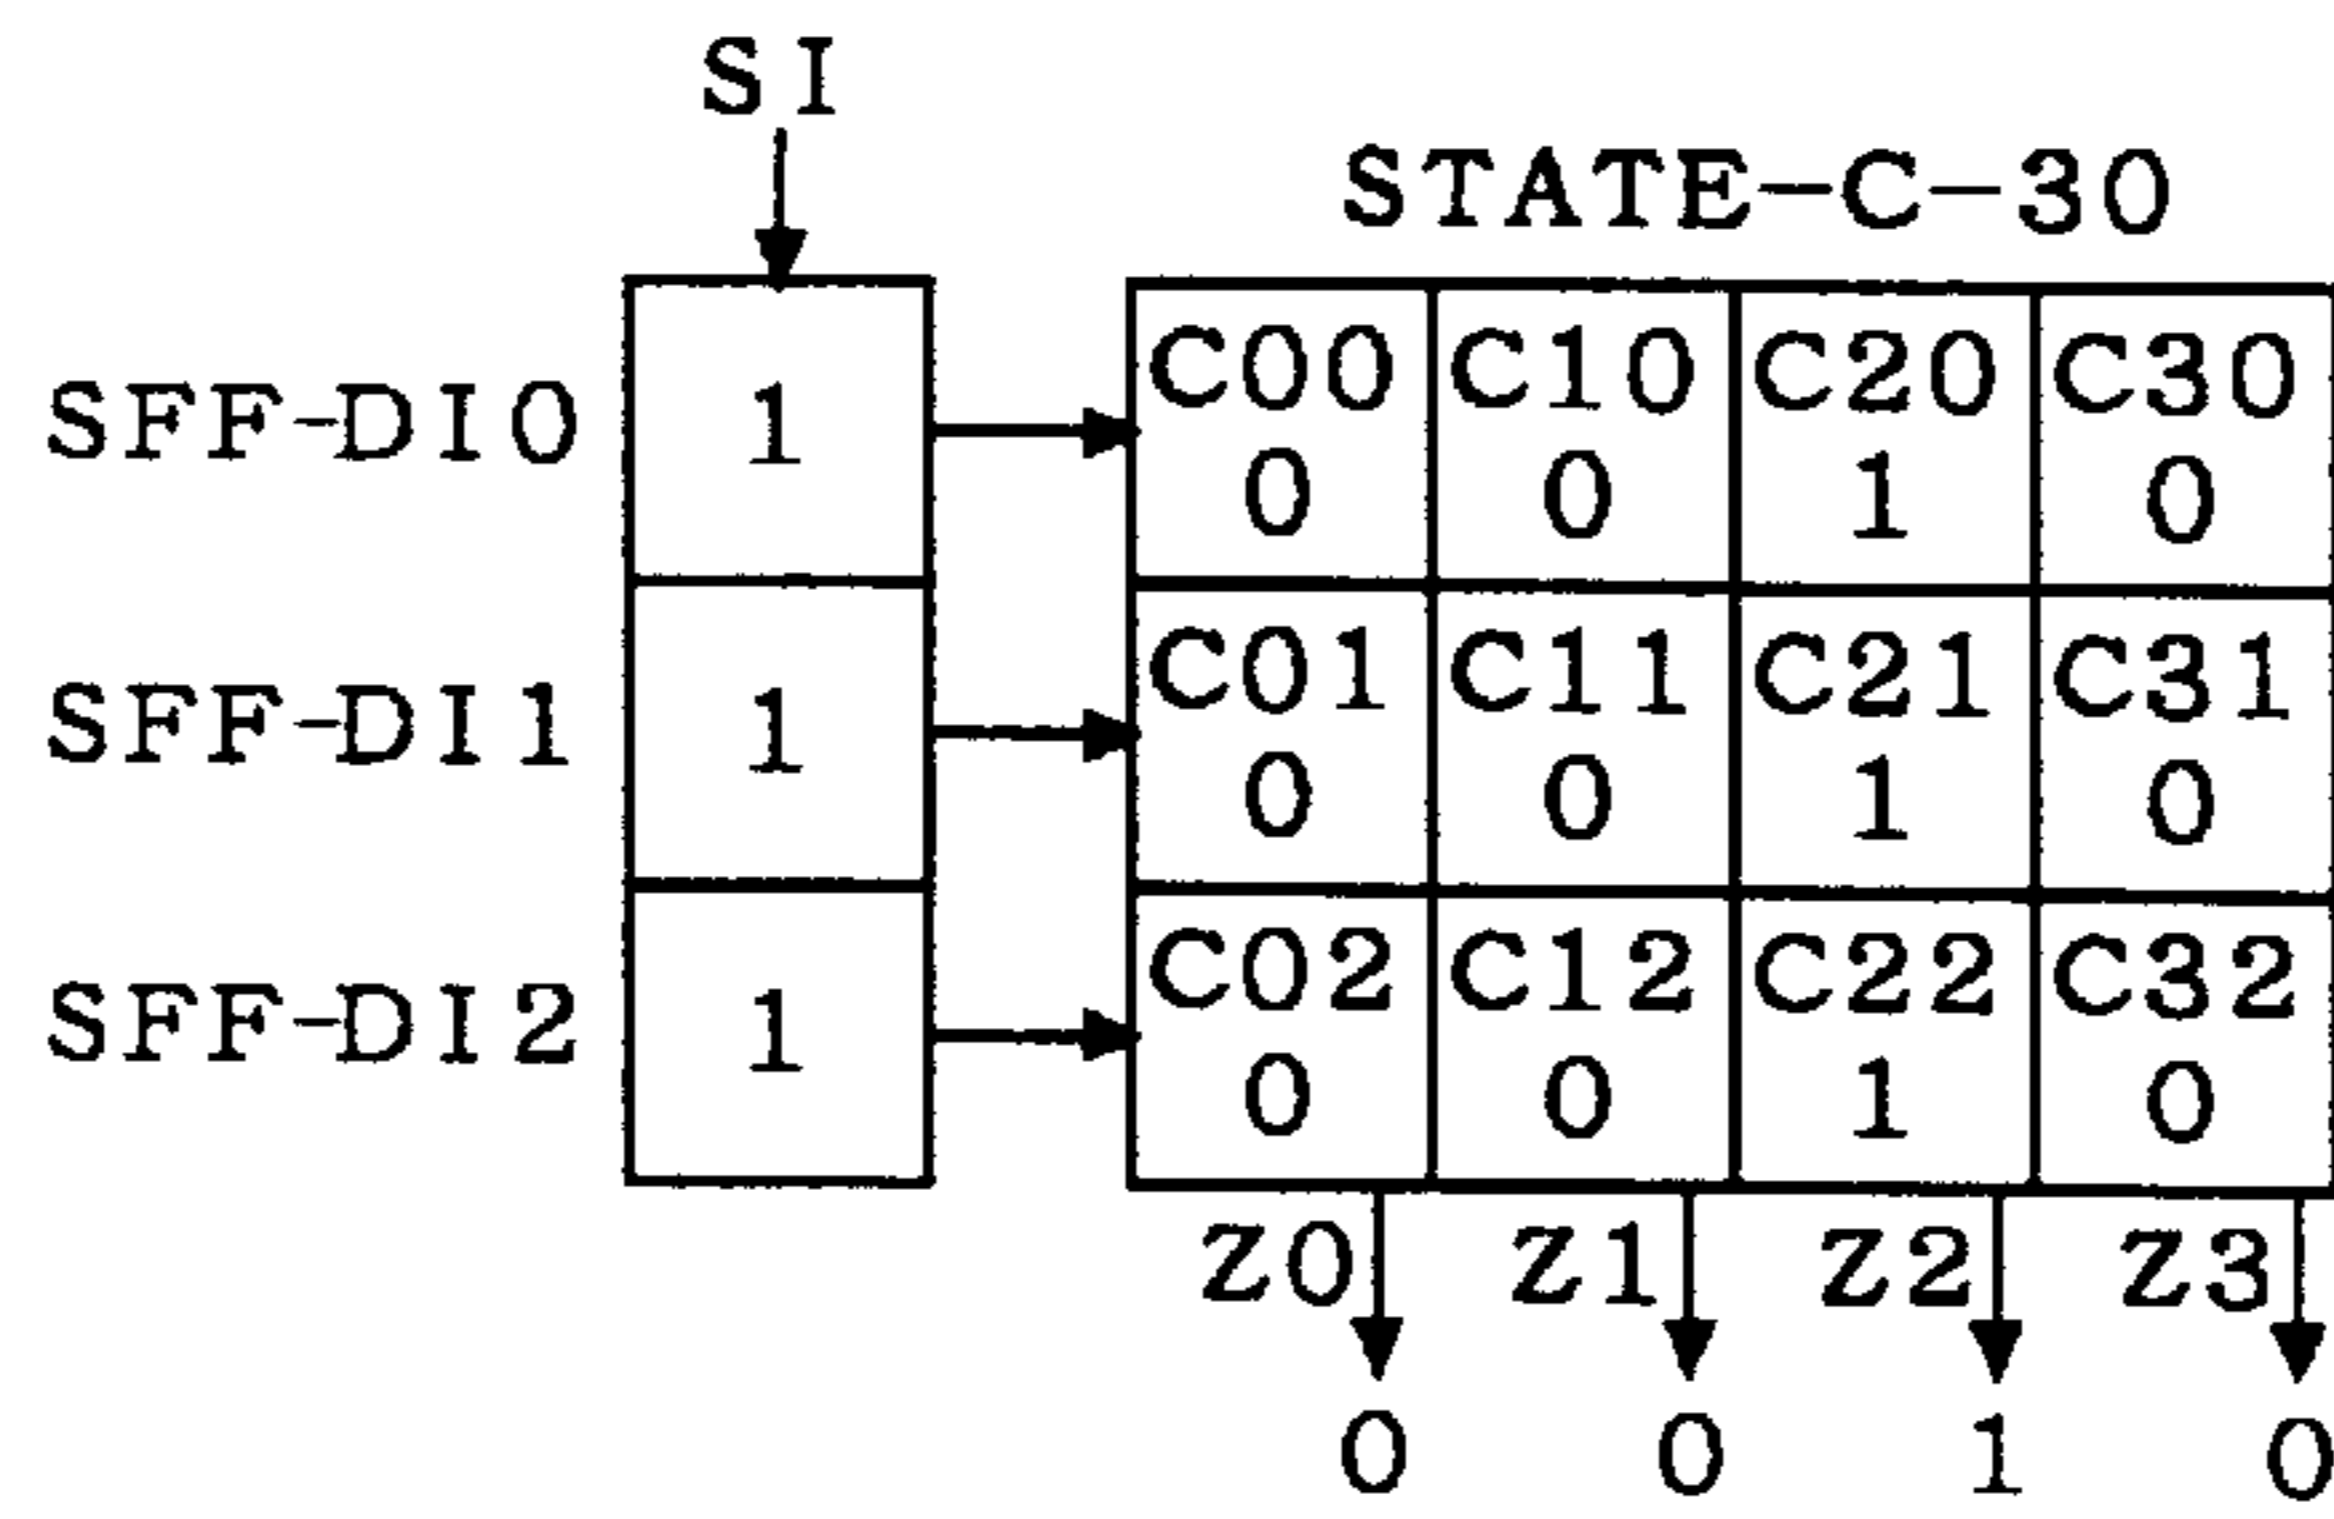 SI
STATE-C-30
SFF-DI0 1 C00 C10 C20 C30
0 0 1 0
SFF-DI1 1 C01 C11 C21 C31
0 0 1 0
SFF-DI2 1 C02 C12 C22 C32
0 0 1 0
Z0 Z1 Z2 Z3
0 0 1 0